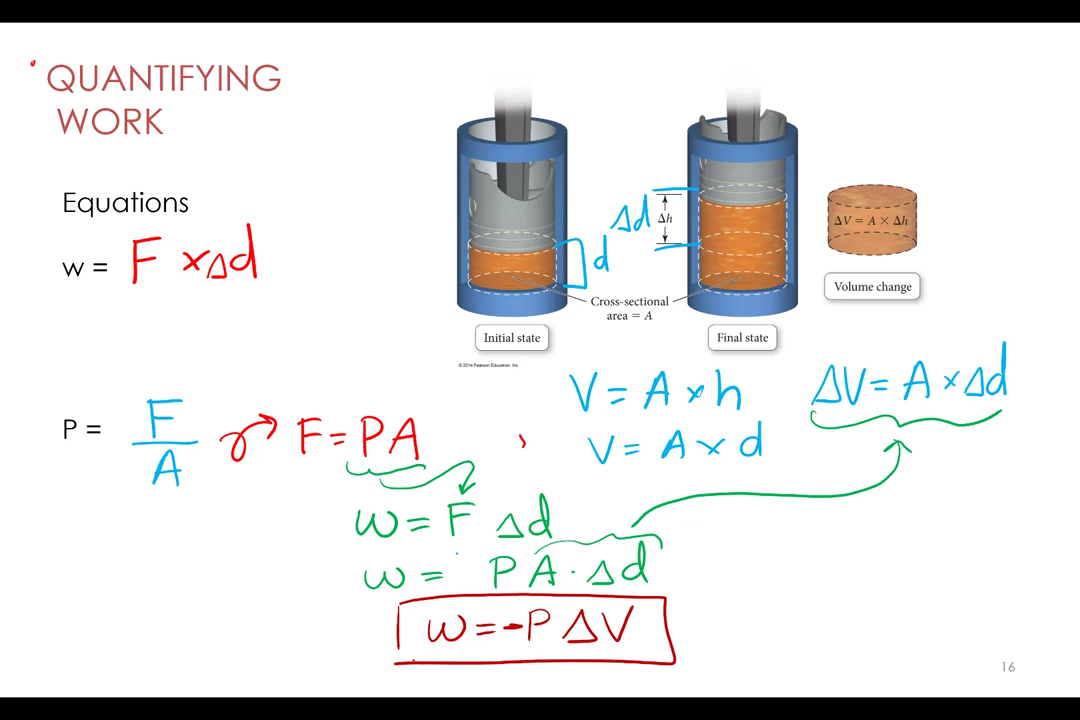 QUANTIFYING
WORK
Equations
w = F × Δd
Δd
Δh
d
ΔV = A × Δh
Cross-sectional
area = A
Volume change
Initial state
Final state
© 2014 Pearson Education, Inc.
V = A × h
ΔV = A × Δd
P = F / A
F = PA
V = A × d
w = F Δd
w = P A · Δd
w = -P ΔV
16